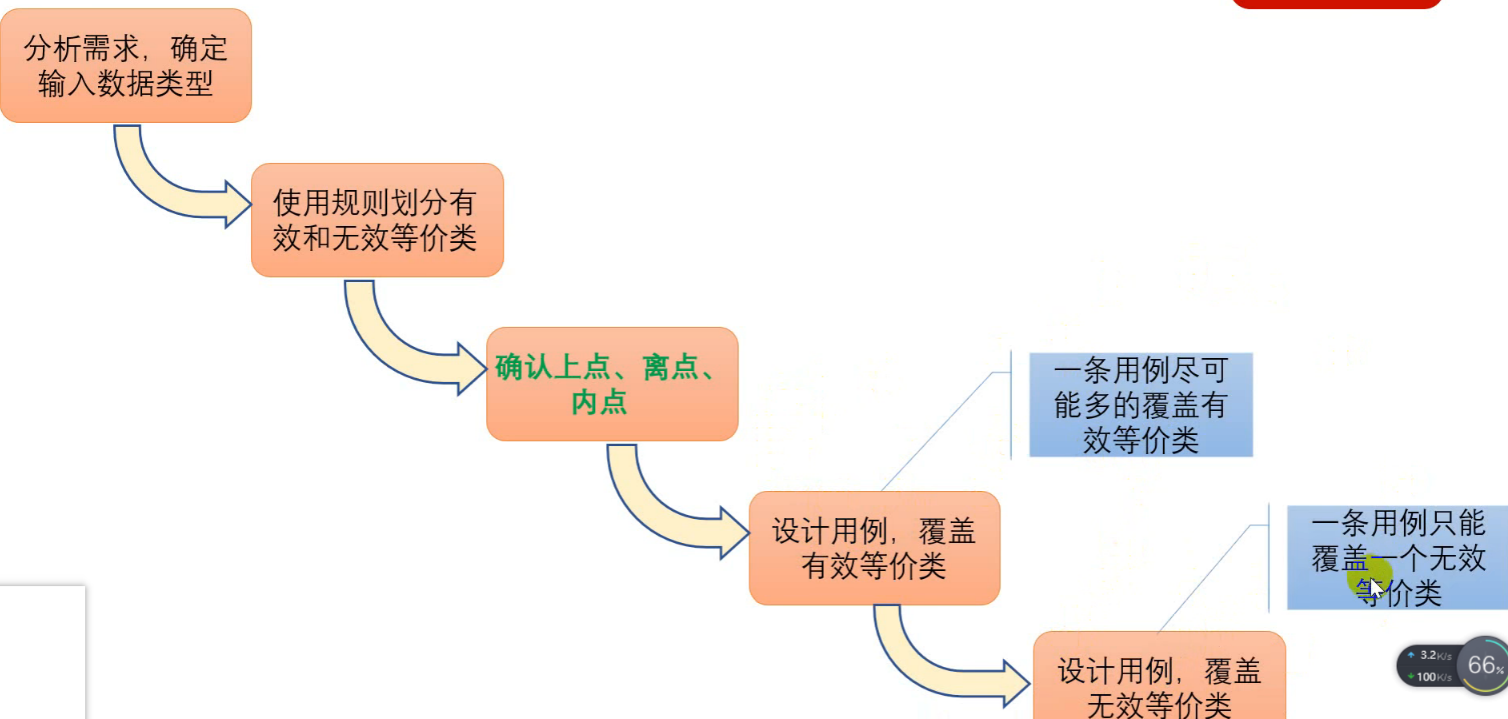 分析需求，确定
输入数据类型
使用规则划分有
效和无效等价类
确认上点、离点、
内点
一条用例尽可
能多的覆盖有
效等价类
设计用例，覆盖
有效等价类
一条用例只能
覆盖一个无效
等价类
设计用例，覆盖
无效等价类
3.2K/s
100K/s
66%